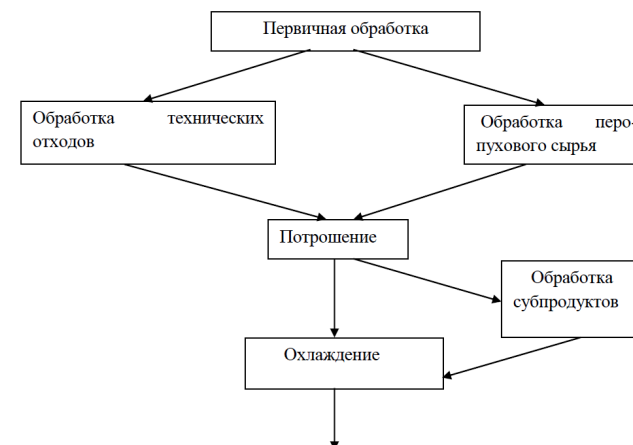 Первичная обработка
Обработка технических
отходов
Обработка перо-
пухового сырья
Потрошение
Обработка
субпродуктов
Охлаждение